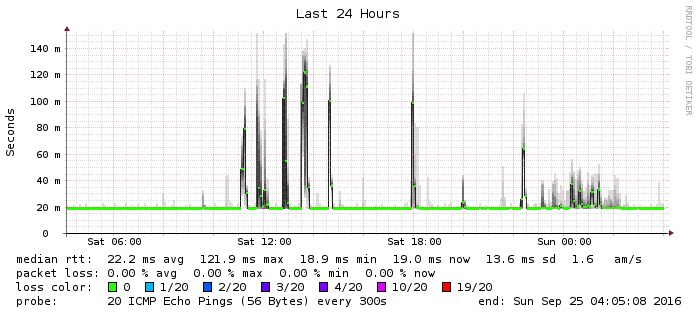 Last 24 Hours
RRDTOOL / TOBI OETIKER
Seconds
140 m
120 m
100 m
80 m
60 m
40 m
20 m
0
Sat 06:00 Sat 12:00 Sat 18:00 Sun 00:00
median rtt: 22.2 ms avg 121.9 ms max 18.9 ms min 19.0 ms now 13.6 ms sd 1.6 am/s
packet loss: 0.00 % avg 0.00 % max 0.00 % min 0.00 % now
loss color: 0 1/20 2/20 3/20 4/20 10/20 19/20
probe: 20 ICMP Echo Pings (56 Bytes) every 300s end: Sun Sep 25 04:05:08 2016